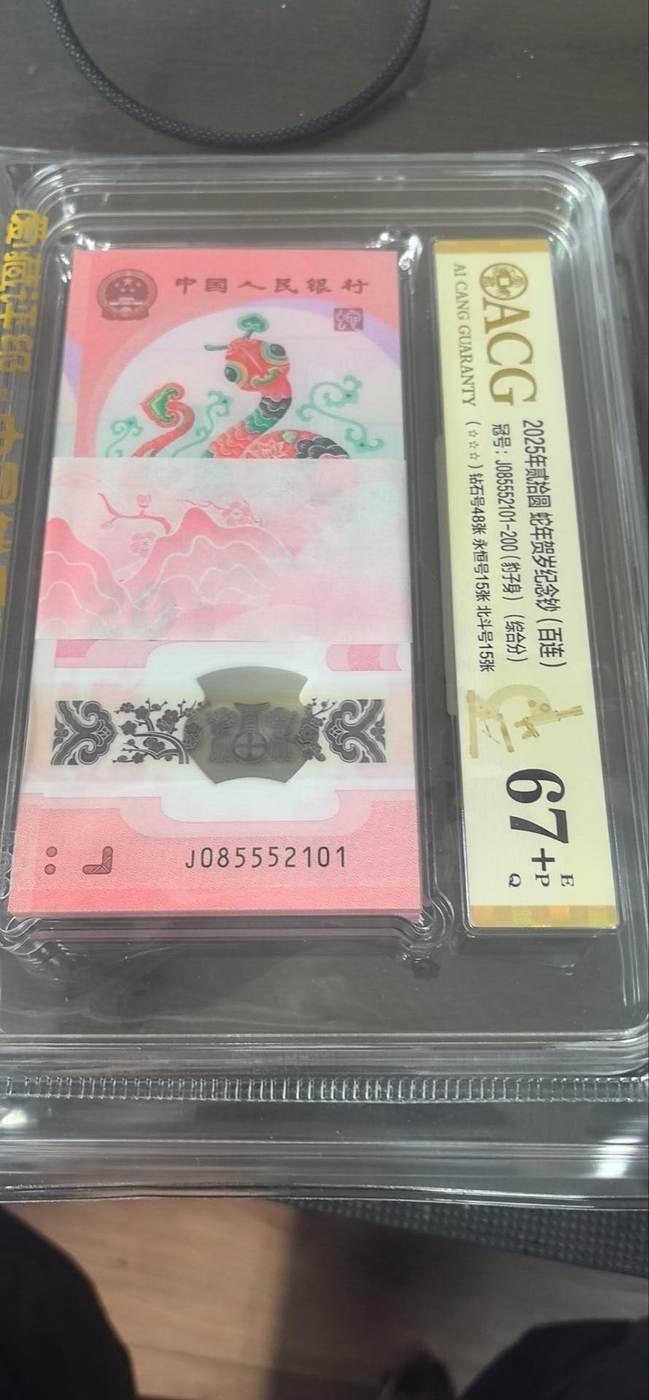 中国人民银行
J085552101
ACG
AI CANG GUARANTY
2025年贰拾圆 蛇年贺岁纪念钞（百连）
冠号：J085552101-200（豹子身）（综合分）
（☆☆☆）钻石号48张 永恒号15张 北斗号15张
67+
E
P
Q